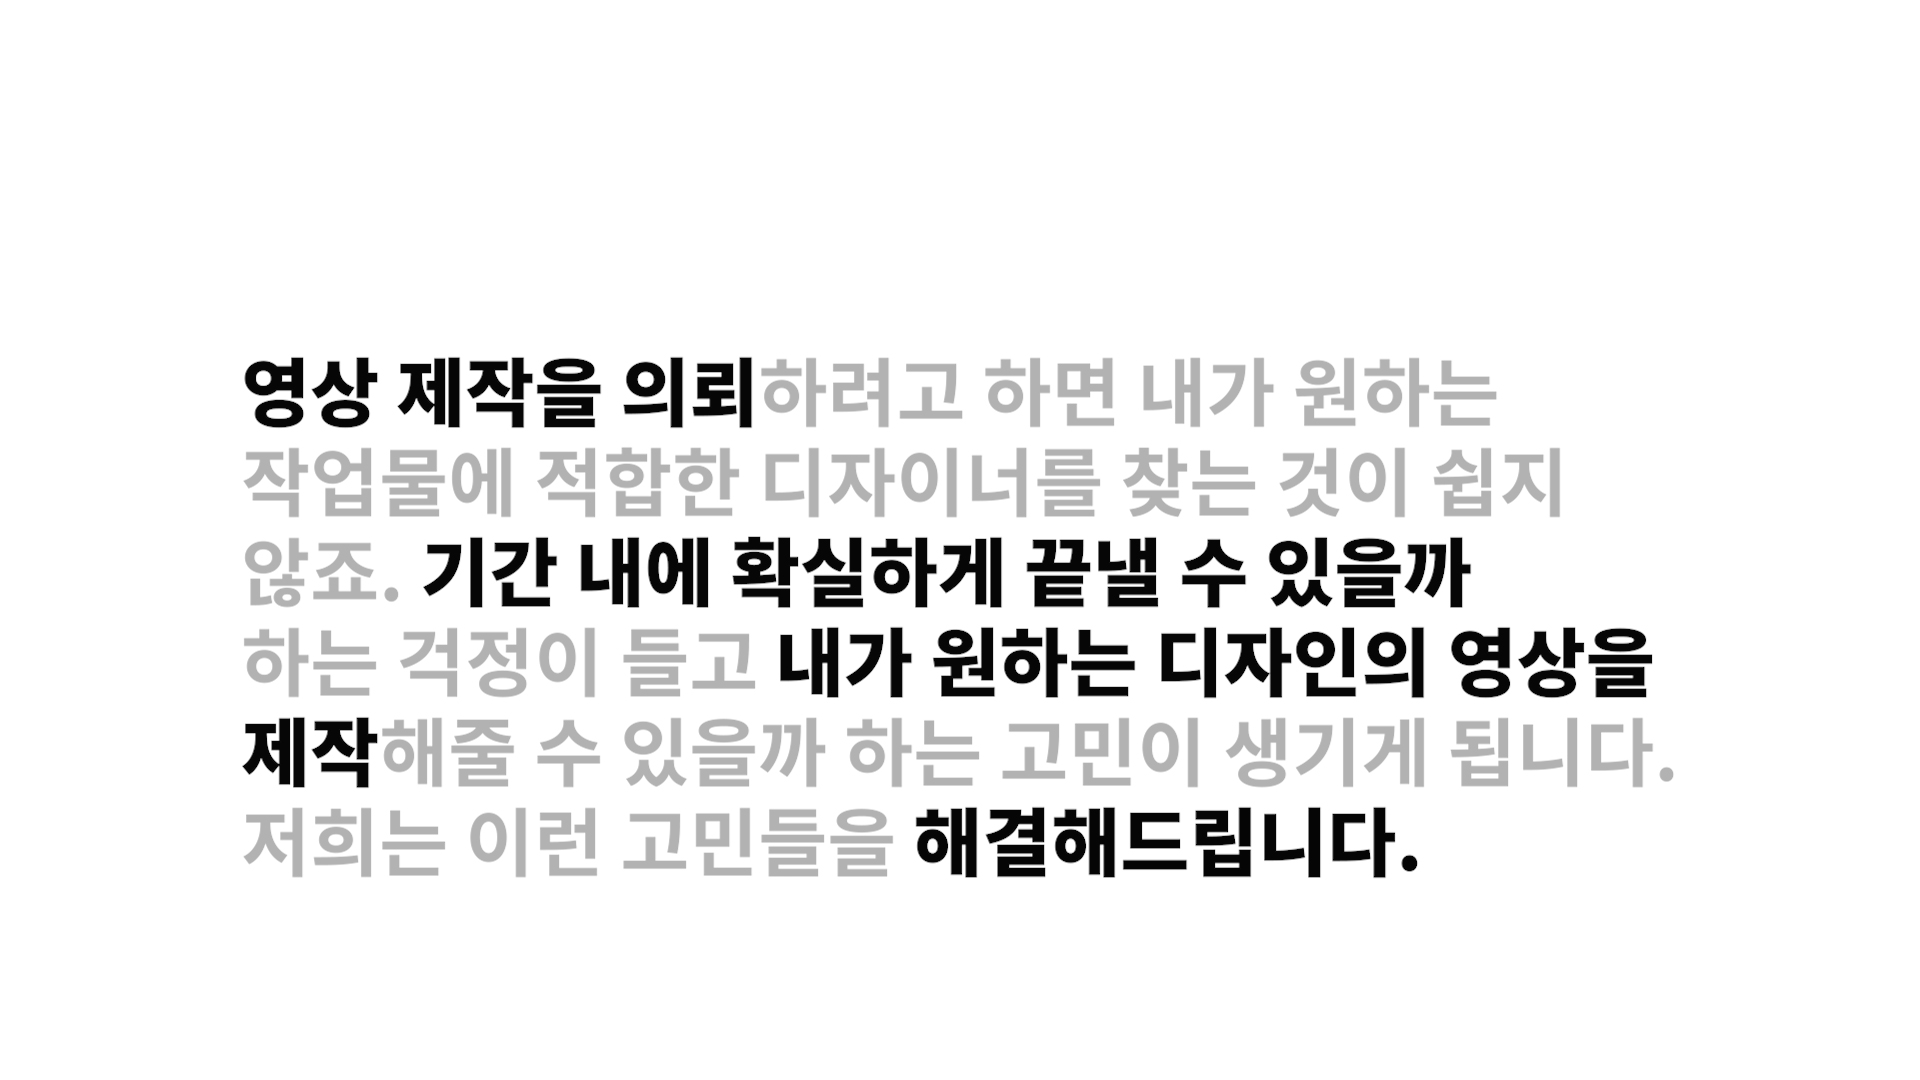 영상 제작을 의뢰하려고 하면 내가 원하는
작업물에 적합한 디자이너를 찾는 것이 쉽지
않죠. 기간 내에 확실하게 끝낼 수 있을까
하는 걱정이 들고 내가 원하는 디자인의 영상을
제작해줄 수 있을까 하는 고민이 생기게 됩니다.
저희는 이런 고민들을 해결해드립니다.